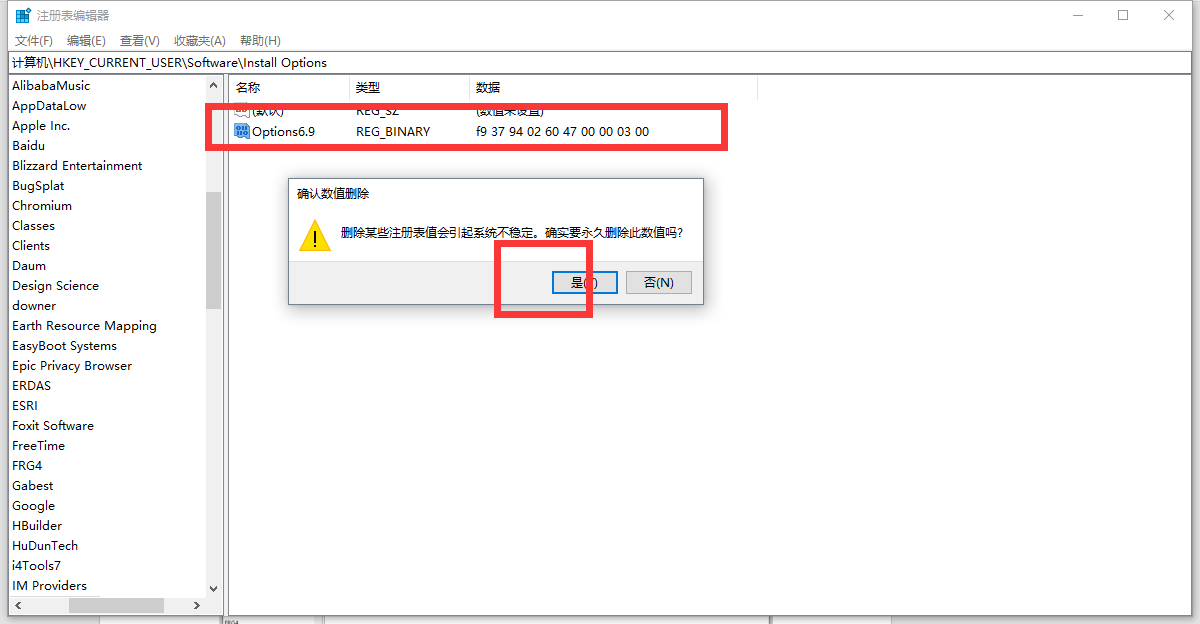 注册表编辑器
文件(F) 编辑(E) 查看(V) 收藏夹(A) 帮助(H)
计算机\HKEY_CURRENT_USER\Software\Install Options
AlibabaMusic
AppDataLow
Apple Inc.
Baidu
Blizzard Entertainment
BugSplat
Chromium
Classes
Clients
Daum
Design Science
downer
Earth Resource Mapping
EasyBoot Systems
Epic Privacy Browser
ERDAS
ESRI
Foxit Software
FreeTime
FRG4
Gabest
Google
HBuilder
HuDunTech
i4Tools7
IM Providers
名称 类型 数据
(默认) REG_SZ (数值未设置)
Options6.9 REG_BINARY f9 37 94 02 60 47 00 00 03 00
确认数值删除
删除某些注册表值会引起系统不稳定。确实要永久删除此数值吗?
是(Y) 否(N)
FRG4